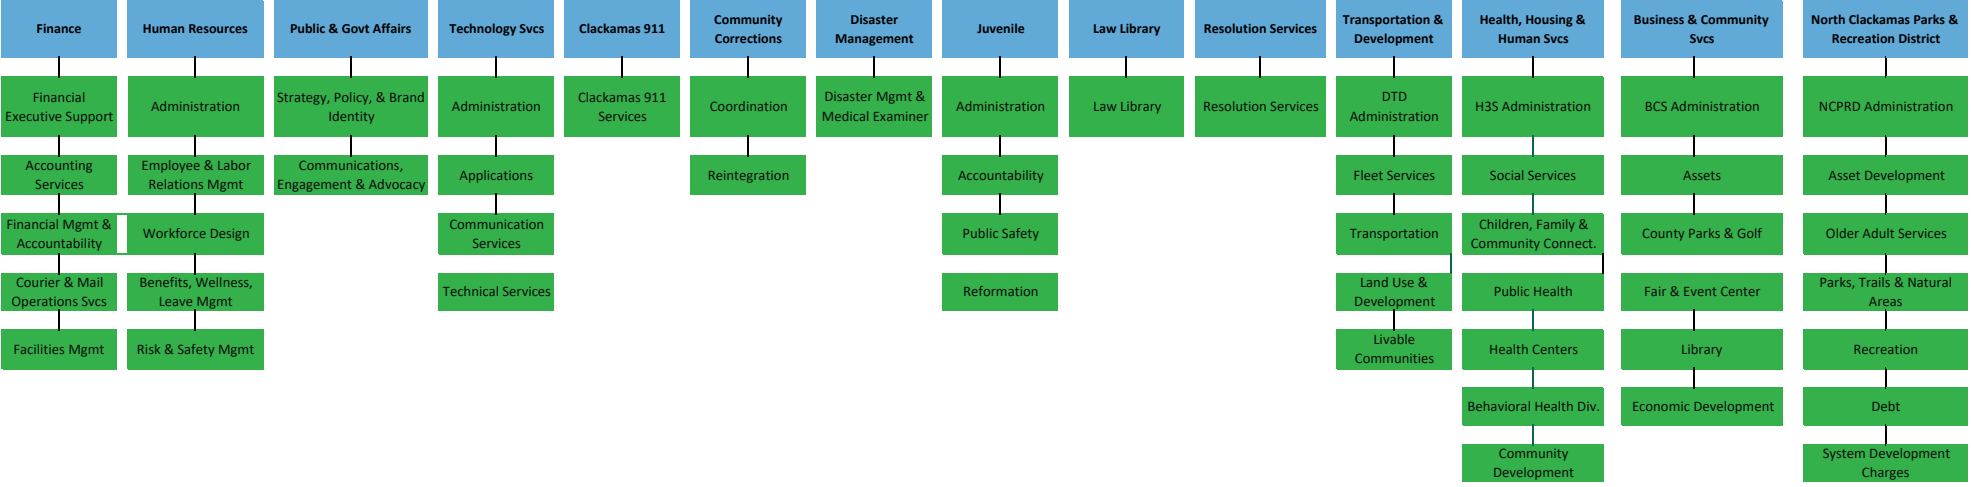 Finance
Human Resources
Public & Govt Affairs
Technology Svcs
Clackamas 911
Community
Corrections
Disaster
Management
Juvenile
Law Library
Resolution Services
Transportation &
Development
Health, Housing &
Human Svcs
Business & Community
Svcs
North Clackamas Parks &
Recreation District
Financial
Executive Support
Administration
Strategy, Policy, & Brand
Identity
Administration
Clackamas 911
Services
Coordination
Disaster Mgmt &
Medical Examiner
Administration
Law Library
Resolution Services
DTD
Administration
H3S Administration
BCS Administration
NCPRD Administration
Accounting
Services
Employee & Labor
Relations Mgmt
Communications,
Engagement & Advocacy
Applications
Reintegration
Accountability
Fleet Services
Social Services
Assets
Asset Development
Financial Mgmt &
Accountability
Workforce Design
Communication
Services
Public Safety
Transportation
Children, Family &
Community Connect.
County Parks & Golf
Older Adult Services
Courier & Mail
Operations Svcs
Benefits, Wellness,
Leave Mgmt
Technical Services
Reformation
Land Use &
Development
Public Health
Fair & Event Center
Parks, Trails & Natural
Areas
Facilities Mgmt
Risk & Safety Mgmt
Livable
Communities
Health Centers
Library
Recreation
Behavioral Health Div.
Economic Development
Debt
Community
Development
System Development
Charges